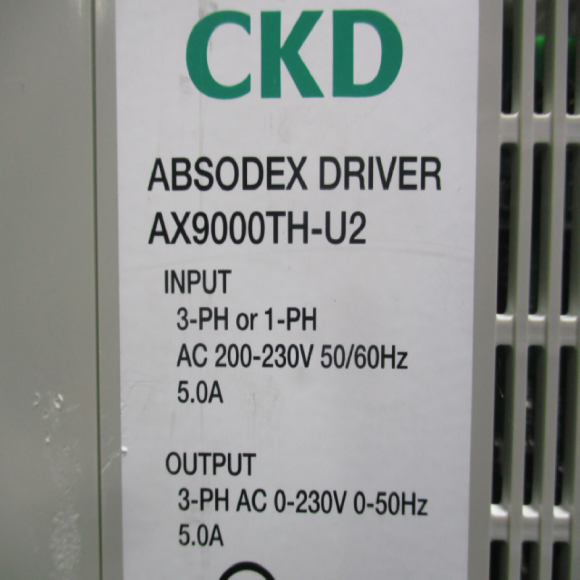 CKD
ABSODEX DRIVER
AX9000TH-U2
INPUT
3-PH or 1-PH
AC 200-230V 50/60Hz
5.0A
OUTPUT
3-PH AC 0-230V 0-50Hz
5.0A